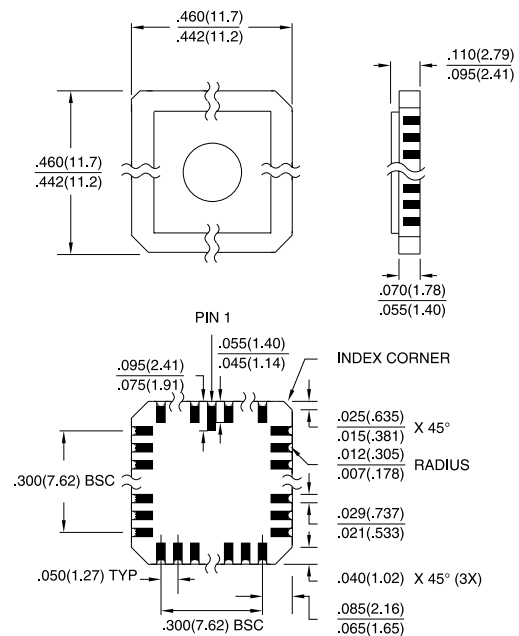 .460(11.7)
.442(11.2)
.110(2.79)
.095(2.41)
.460(11.7)
.442(11.2)
.070(1.78)
.055(1.40)
PIN 1
.055(1.40)
.045(1.14)
INDEX CORNER
.095(2.41)
.075(1.91)
.025(.635)
.015(.381) X 45°
.012(.305)
.007(.178) RADIUS
.300(7.62) BSC
.029(.737)
.021(.533)
.050(1.27) TYP
.040(1.02) X 45° (3X)
.300(7.62) BSC
.085(2.16)
.065(1.65)